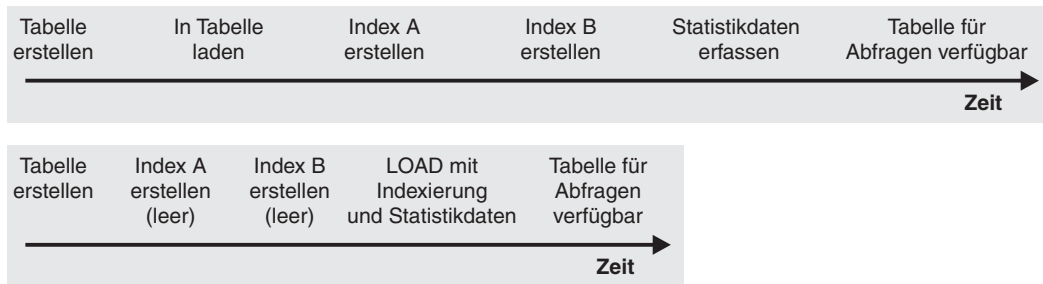 Tabelle In Tabelle Index A Index B Statistikdaten Tabelle für
erstellen laden erstellen erstellen erfassen Abfragen verfügbar
Zeit
Tabelle Index A Index B LOAD mit Tabelle für
erstellen erstellen erstellen Indexierung Abfragen
(leer) (leer) und Statistikdaten verfügbar
Zeit